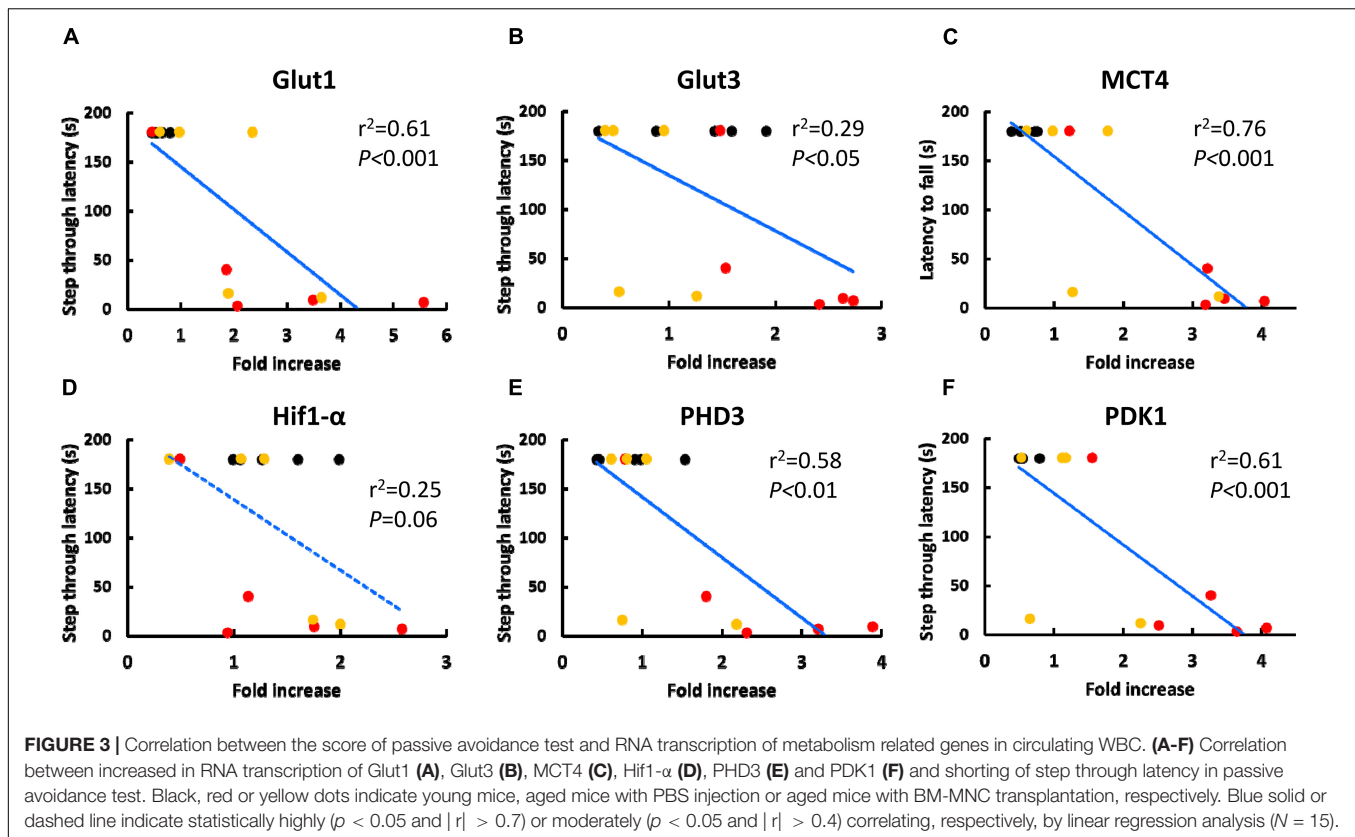 A
Glut1
Step through latency (s)
200
150
100
50
0
0 1 2 3 4 5 6
Fold increase
r²=0.61
P<0.001
B
Glut3
Step through latency (s)
200
150
100
50
0
0 1 2 3
Fold increase
r²=0.29
P<0.05
C
MCT4
Latency to fall (s)
200
150
100
50
0
0 1 2 3 4
Fold increase
r²=0.76
P<0.001
D
Hif1-α
Step through latency (s)
200
150
100
50
0
0 1 2 3
Fold increase
r²=0.25
P=0.06
E
PHD3
Step through latency (s)
200
150
100
50
0
0 1 2 3 4
Fold increase
r²=0.58
P<0.01
F
PDK1
Step through latency (s)
200
150
100
50
0
0 1 2 3 4
Fold increase
r²=0.61
P<0.001
FIGURE 3 | Correlation between the score of passive avoidance test and RNA transcription of metabolism related genes in circulating WBC. (A-F) Correlation
between increased in RNA transcription of Glut1 (A), Glut3 (B), MCT4 (C), Hif1-α (D), PHD3 (E) and PDK1 (F) and shorting of step through latency in passive
avoidance test. Black, red or yellow dots indicate young mice, aged mice with PBS injection or aged mice with BM-MNC transplantation, respectively. Blue solid or
dashed line indicate statistically highly (p < 0.05 and | r| > 0.7) or moderately (p < 0.05 and | r| > 0.4) correlating, respectively, by linear regression analysis (N = 15).